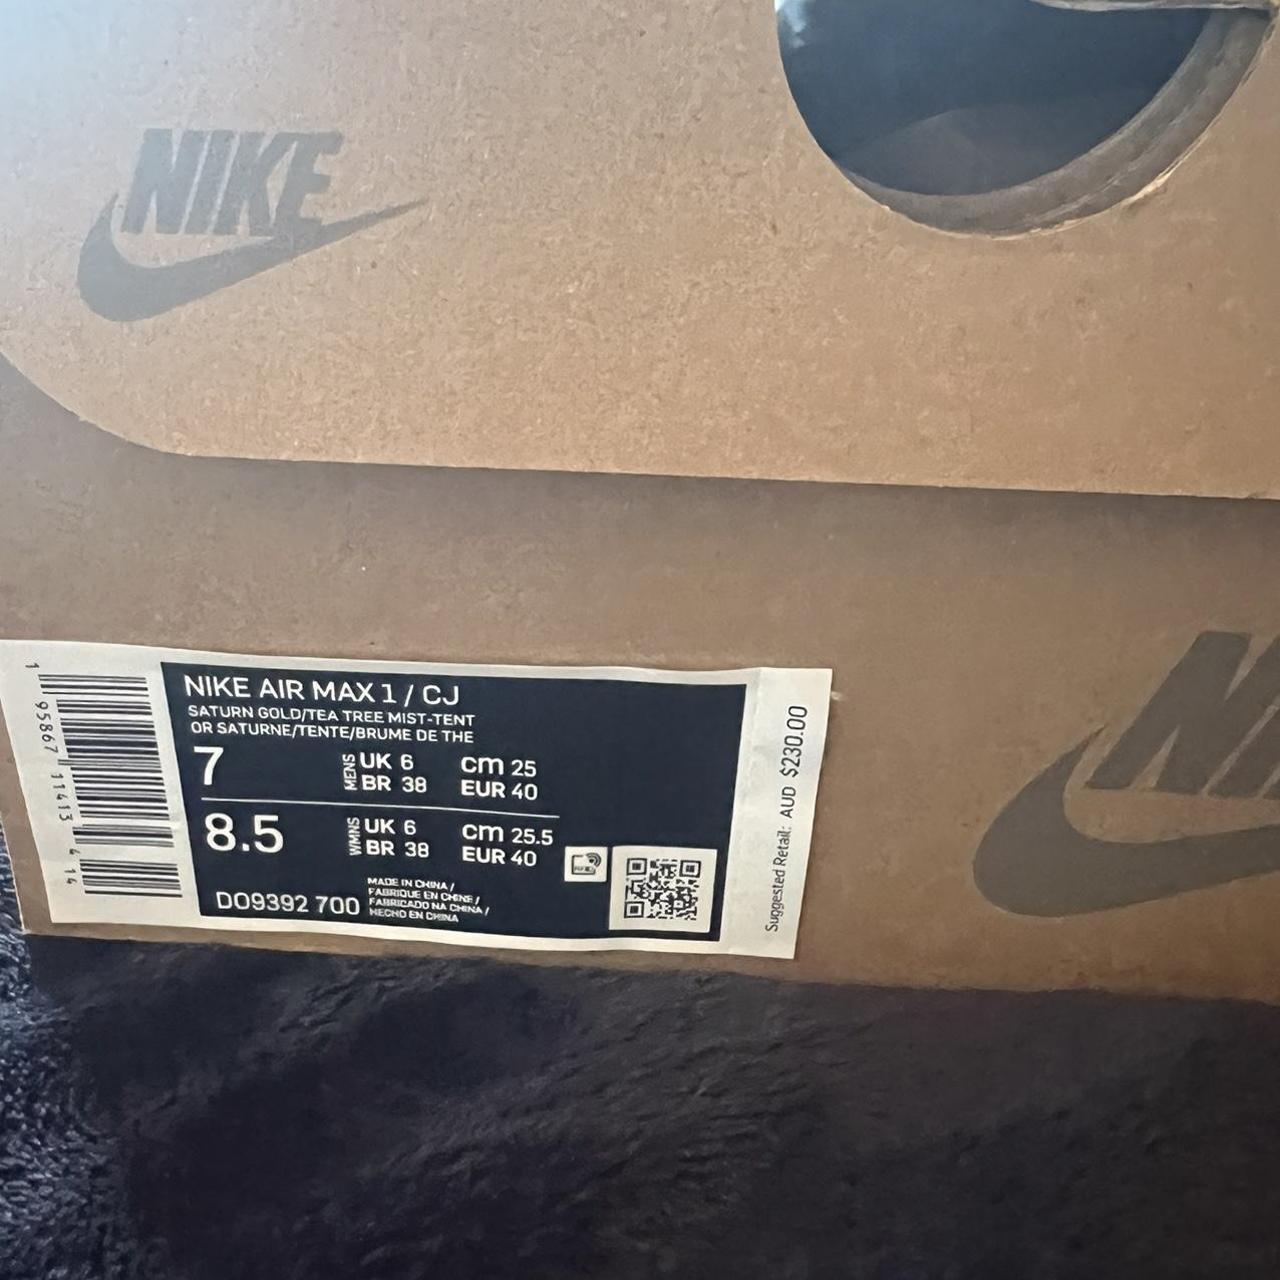 NIKE
NIKE AIR MAX 1 / CJ
SATURN GOLD/TEA TREE MIST-TENT
OR SATURNE/TENTE/BRUME DE THE
7 MENS UK 6 cm 25
BR 38 EUR 40
8.5 WMNS UK 6 cm 25.5
BR 38 EUR 40
DO9392 700
MADE IN CHINA /
FABRIQUE EN CHINE /
FABRICADO NA CHINA /
HECHO EN CHINA
1 95867 11413 4 14
Suggested Retail: AUD $230.00
NI